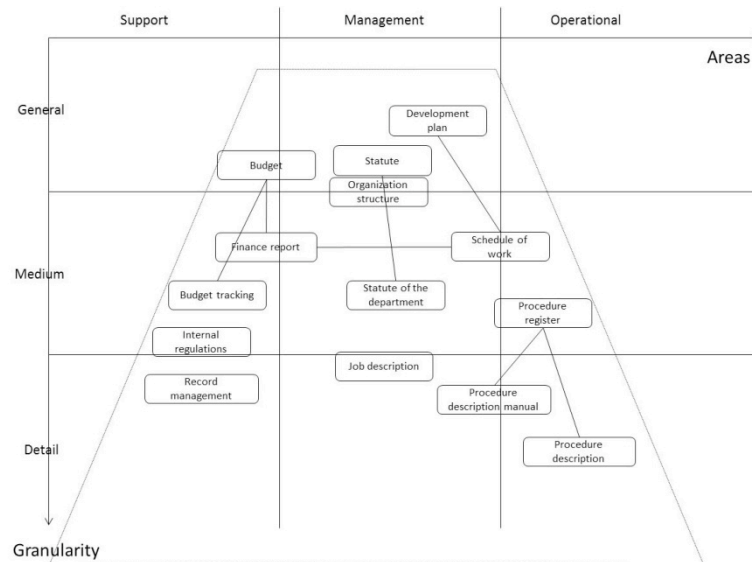 Support
Management
Operational
Areas
General
Development
plan
Budget
Statute
Organization
structure
Finance report
Schedule of
work
Medium
Budget tracking
Statute of the
department
Procedure
register
Internal
regulations
Job description
Record
management
Procedure
description manual
Detail
Procedure
description
Granularity